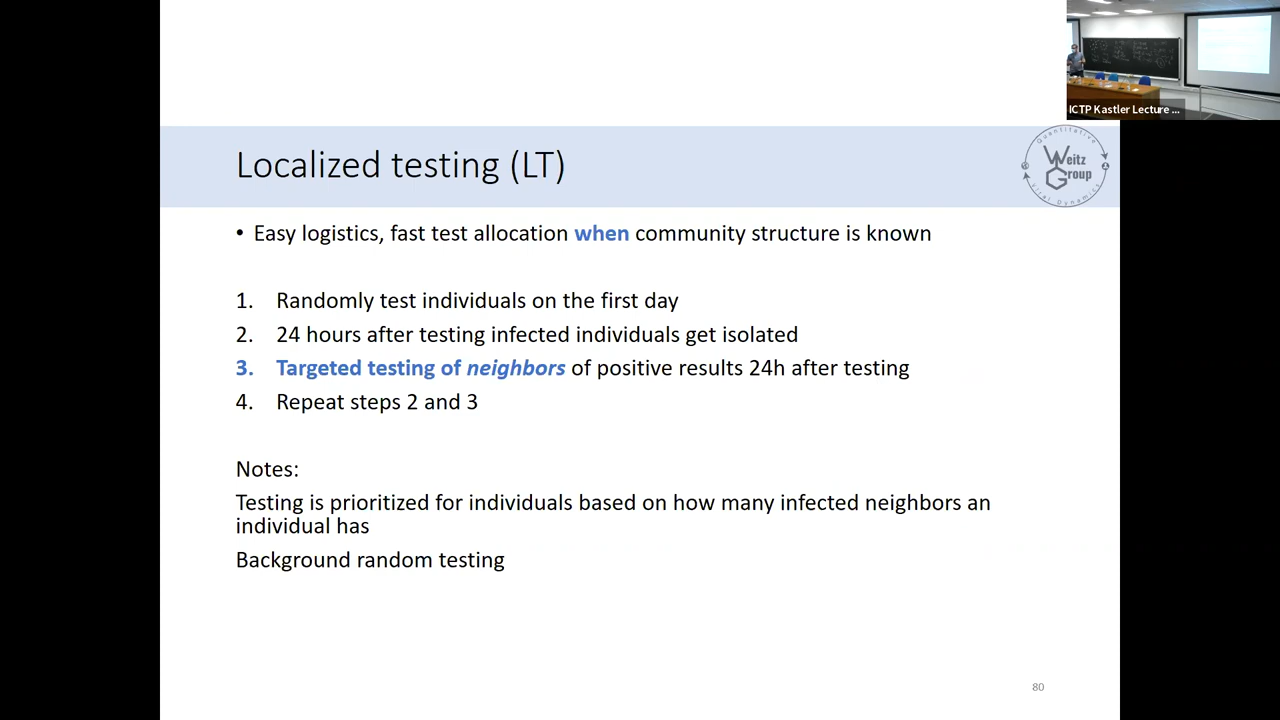 ICTP Kastler Lecture ...
Localized testing (LT)
Quantitative
Weitz
Group
Viral Dynamics
• Easy logistics, fast test allocation when community structure is known
1. Randomly test individuals on the first day
2. 24 hours after testing infected individuals get isolated
3. Targeted testing of neighbors of positive results 24h after testing
4. Repeat steps 2 and 3
Notes:
Testing is prioritized for individuals based on how many infected neighbors an
individual has
Background random testing
80